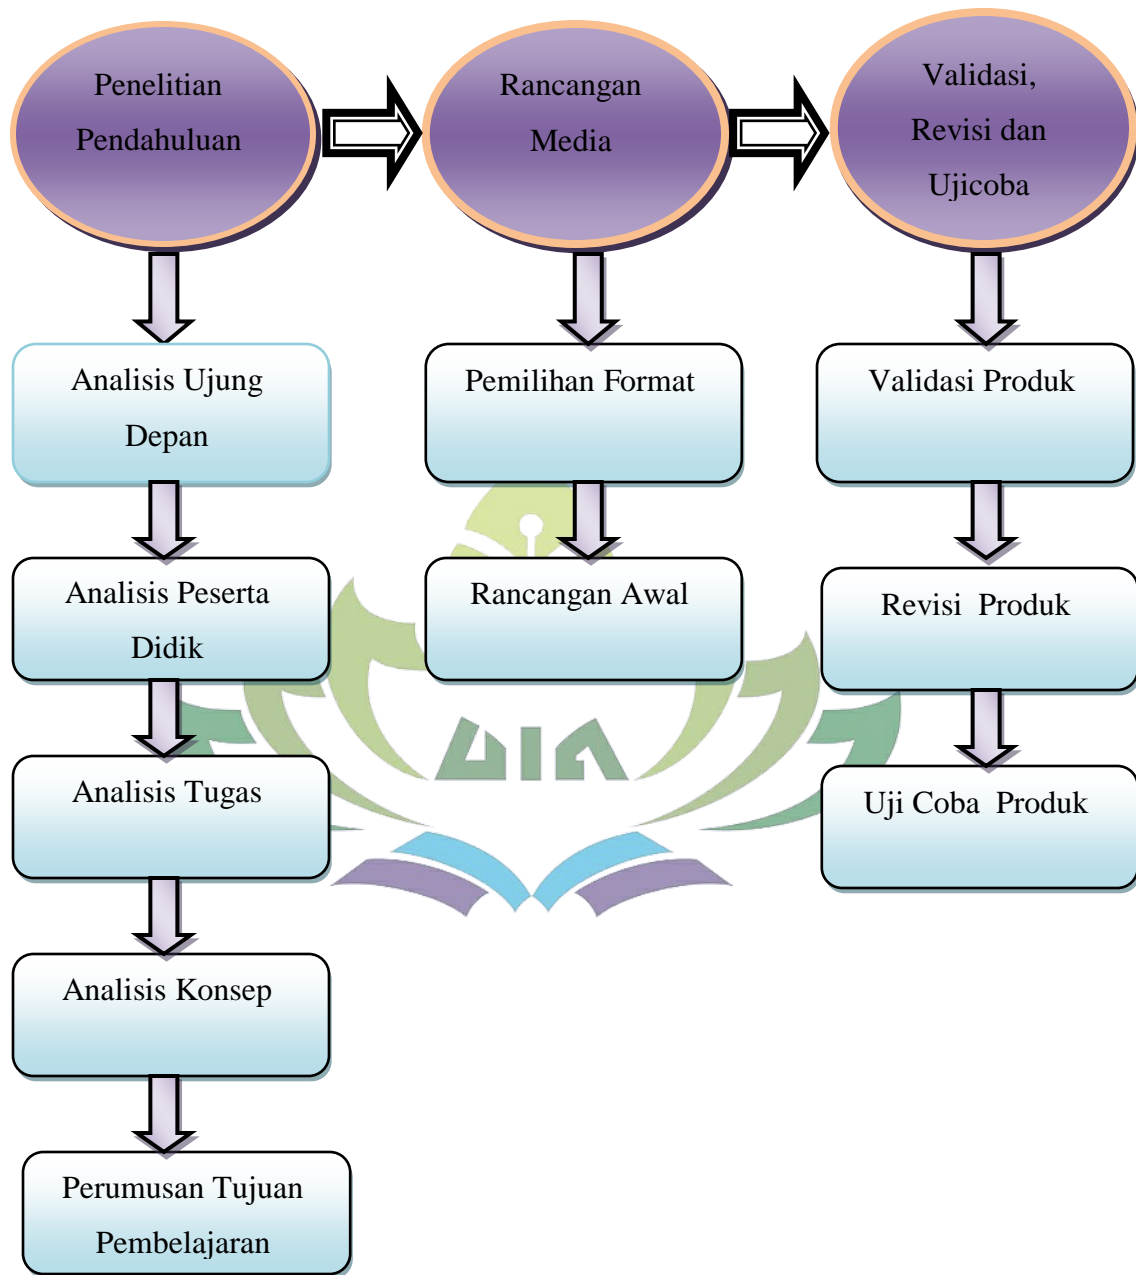 Penelitian
Pendahuluan
Rancangan
Media
Validasi,
Revisi dan
Ujicoba
Analisis Ujung
Depan
Pemilihan Format
Validasi Produk
Analisis Peserta
Didik
Rancangan Awal
Revisi Produk
Analisis Tugas
UIN
Uji Coba Produk
Analisis Konsep
Perumusan Tujuan
Pembelajaran